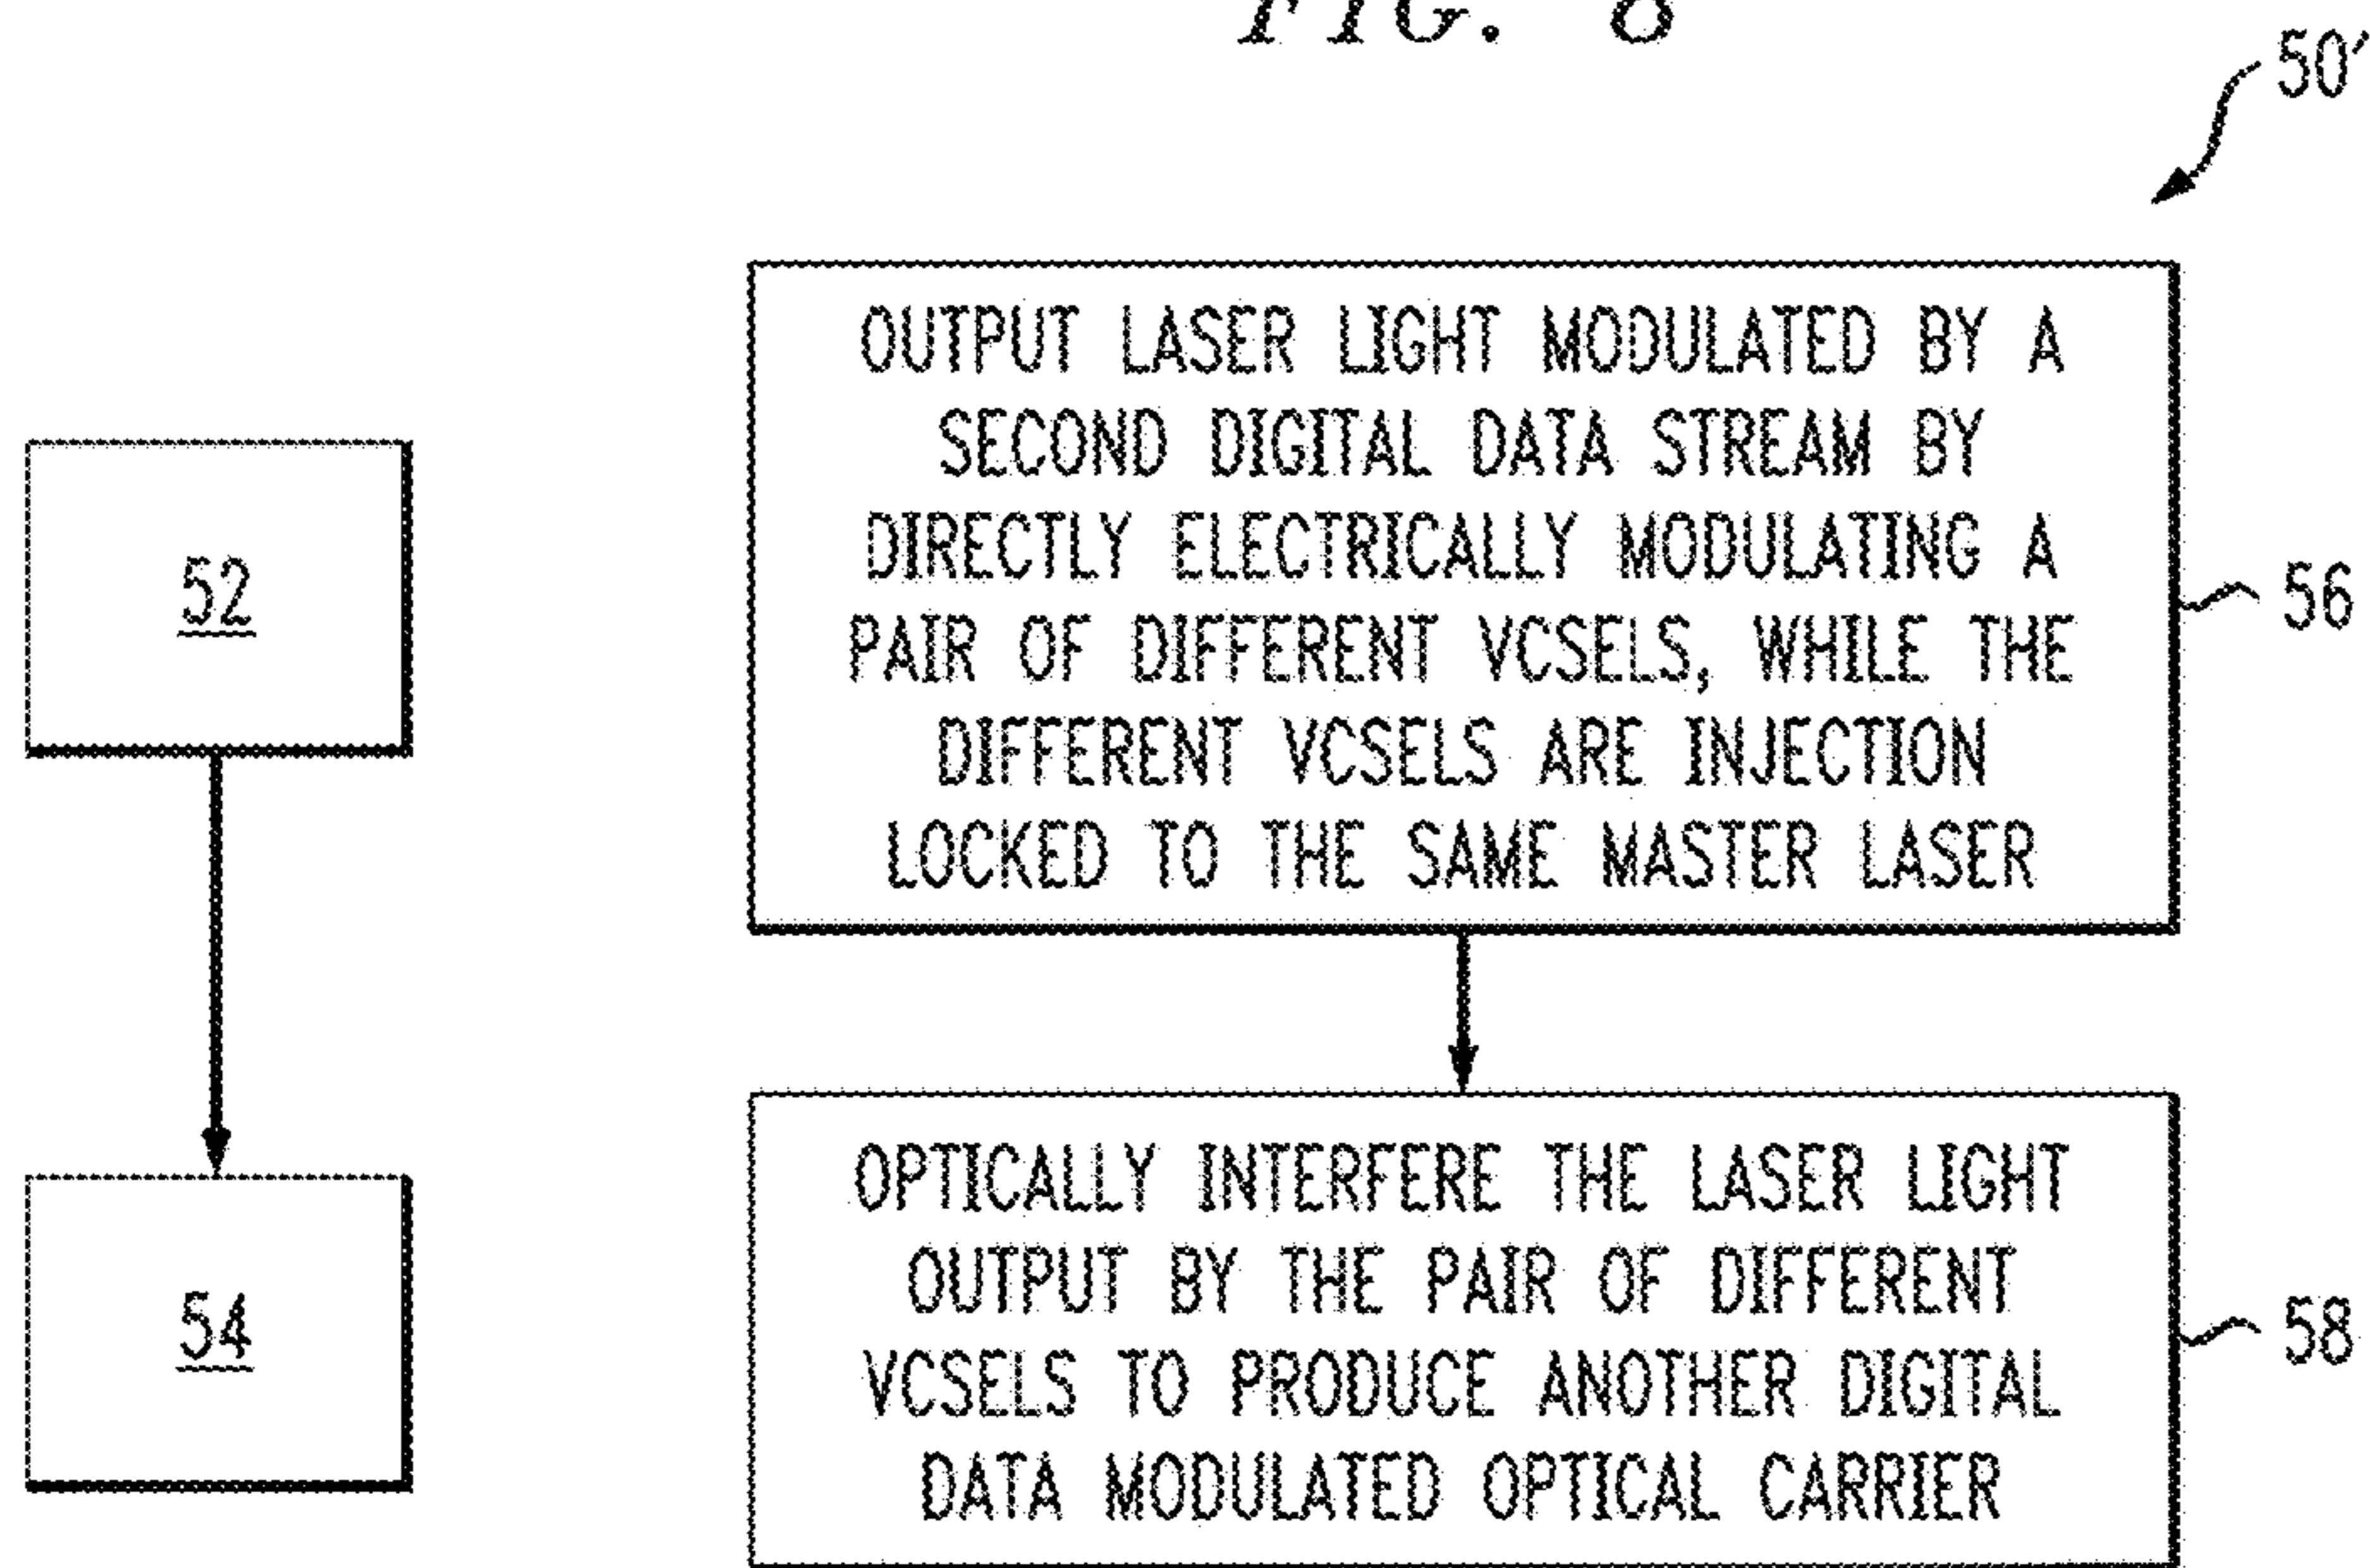 FIG. 8
50'
52
54
OUTPUT LASER LIGHT MODULATED BY A
SECOND DIGITAL DATA STREAM BY
DIRECTLY ELECTRICALLY MODULATING A
PAIR OF DIFFERENT VCSELS, WHILE THE
DIFFERENT VCSELS ARE INJECTION
LOCKED TO THE SAME MASTER LASER
56
OPTICALLY INTERFERE THE LASER LIGHT
OUTPUT BY THE PAIR OF DIFFERENT
VCSELS TO PRODUCE ANOTHER DIGITAL
DATA MODULATED OPTICAL CARRIER
58